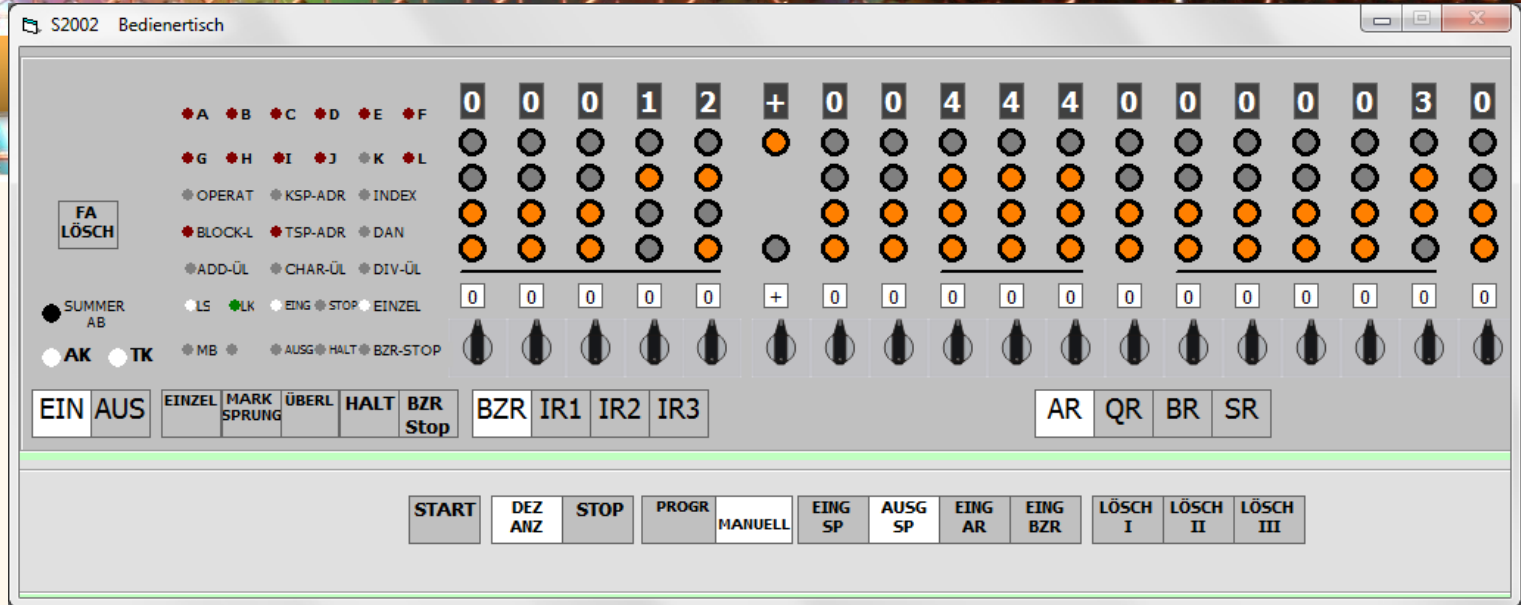 S2002 Bedienertisch
0 0 0 1 2 + 0 0 4 4 4 0 0 0 0 0 3 0
A B C D E F
G H I J K L
OPERAT KSP-ADR INDEX
FA
LÖSCH
BLOCK-L TSP-ADR DAN
ADD-ÜL CHAR-ÜL DIV-ÜL
0 0 0 0 0 + 0 0 0 0 0 0 0 0 0 0 0 0
SUMMER
AB
LS LK EING STOP EINZEL
AK TK
MB AUSG HALT BZR-STOP
EIN AUS
EINZEL
MARK
SPRUNG
ÜBERL
HALT
BZR
Stop
BZR IR1 IR2 IR3
AR QR BR SR
START
DEZ
ANZ
STOP
PROGR
MANUELL
EING
SP
AUSG
SP
EING
AR
EING
BZR
LÖSCH
I
LÖSCH
II
LÖSCH
III